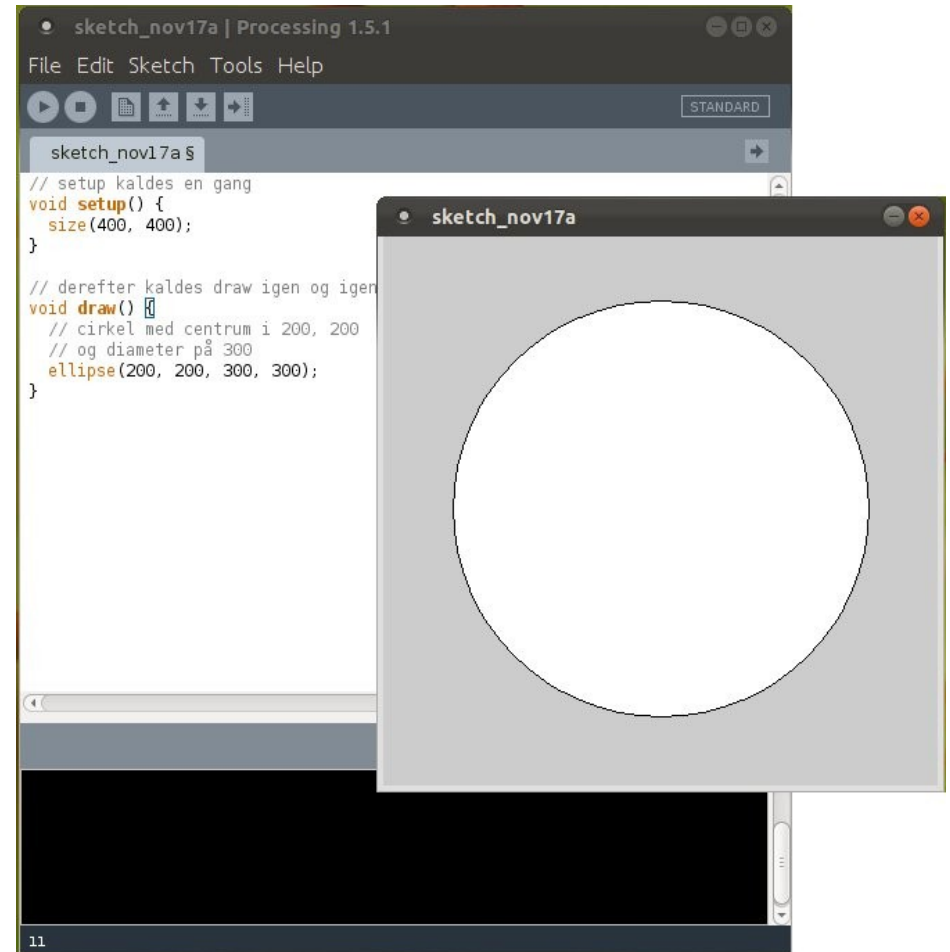 sketch_nov17a | Processing 1.5.1
File Edit Sketch Tools Help
STANDARD
sketch_nov17a §
// setup kaldes en gang
void setup() {
  size(400, 400);
}
// derefter kaldes draw igen og igen
void draw() {
  // cirkel med centrum i 200, 200
  // og diameter på 300
  ellipse(200, 200, 300, 300);
}
sketch_nov17a
11